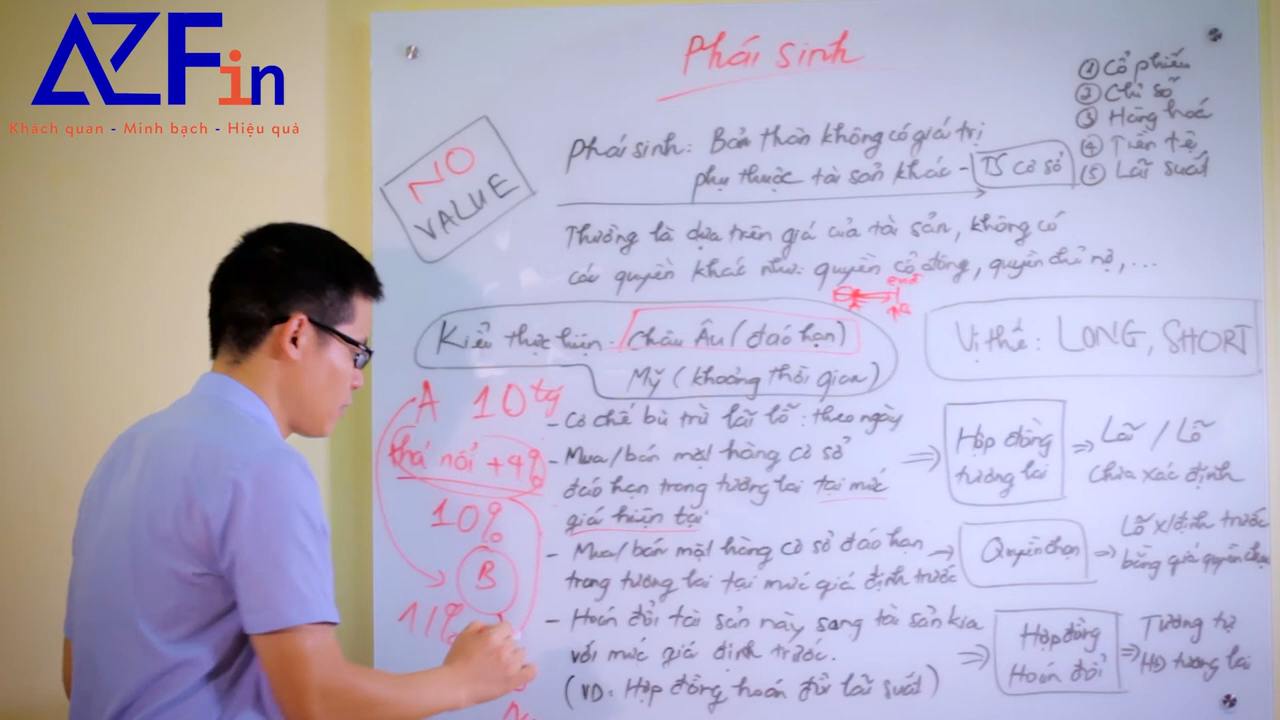 AZFin
Khách quan - Minh bạch - Hiệu quả
Phái sinh
① Cổ phiếu
② Chỉ số
③ Hàng hoá
④ Tiền tệ
⑤ Lãi suất
NO
VALUE
Phái sinh: Bản thân không có giá trị
phụ thuộc tài sản khác - TS cơ sở
Thường là dựa trên giá của tài sản, không có
các quyền khác như: quyền cổ đông, quyền chủ nợ,...
end
Kiểu thực hiện: Châu Âu (đáo hạn)
Mỹ (khoảng thời gian)
Vị thế: LONG, SHORT
A 10 tỷ
thả nổi +4%
10%
B
11%
- Cơ chế bù trừ lãi lỗ: theo ngày
- Mua/bán một hàng cơ sở
đáo hạn trong tương lai tại mức
giá hiện tại
Hợp đồng
tương lai
Lãi / Lỗ
chưa xác định
- Mua/bán một hàng cơ sở đáo hạn
trong tương lai tại mức giá định trước
Quyền chọn
Lỗ x/định trước
bằng giá quyền chọn
- Hoán đổi tài sản này sang tài sản kia
với mức giá định trước.
(VD: Hợp đồng hoán đổi lãi suất)
Hợp đồng
Hoán đổi
Tương tự
HĐ tương lai